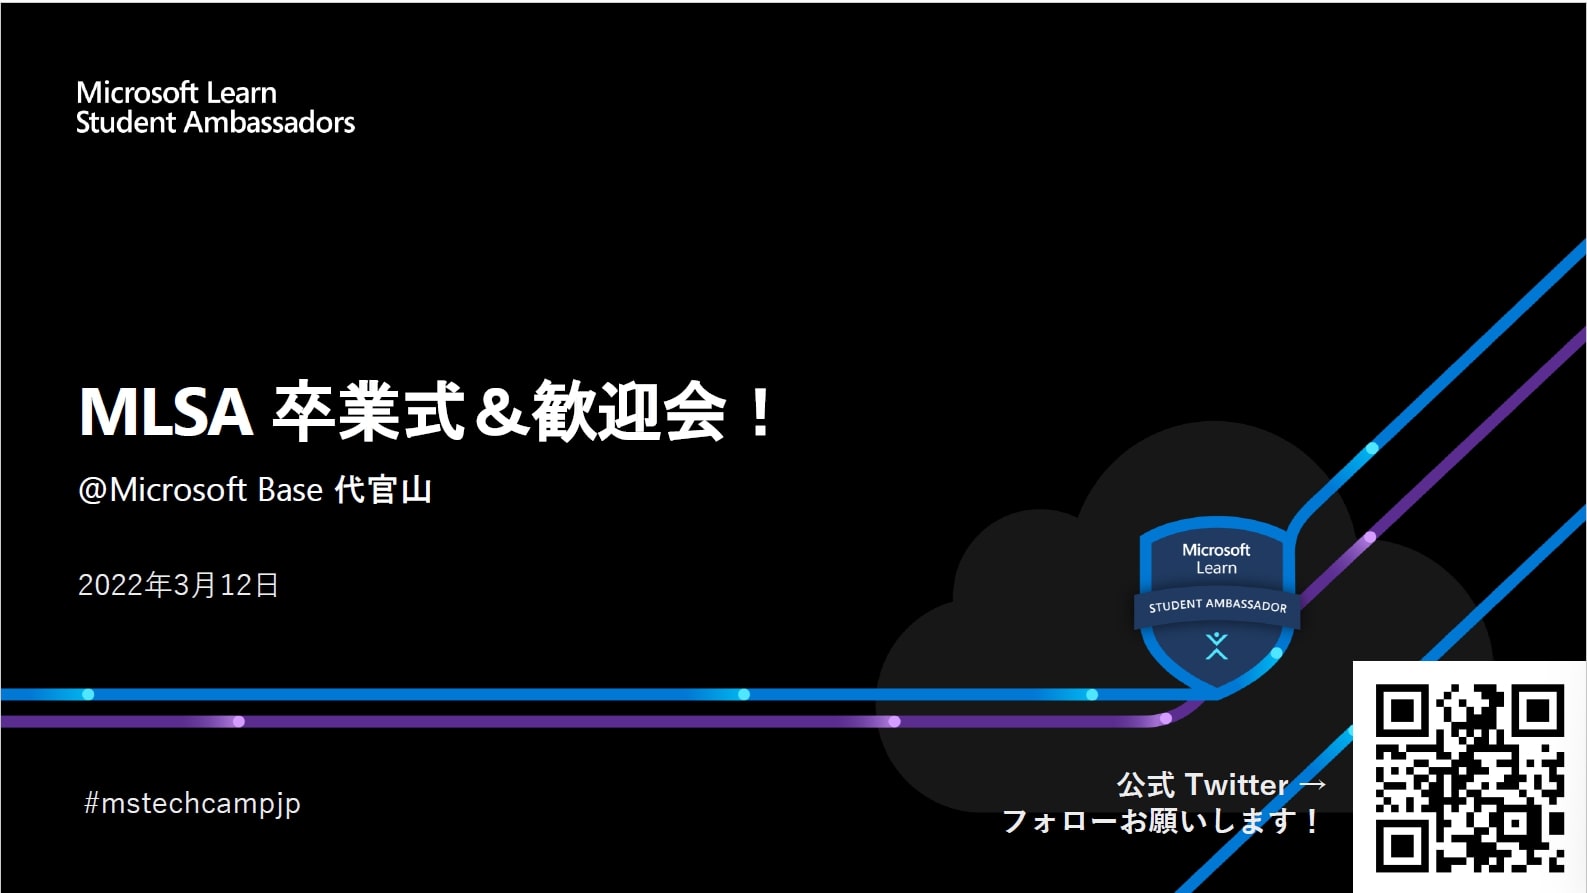 Microsoft Learn
Student Ambassadors
MLSA 卒業式＆歓迎会！
@Microsoft Base 代官山
2022年3月12日
Microsoft
Learn
STUDENT AMBASSADOR
#mstechcampjp
公式 Twitter →
フォローお願いします！